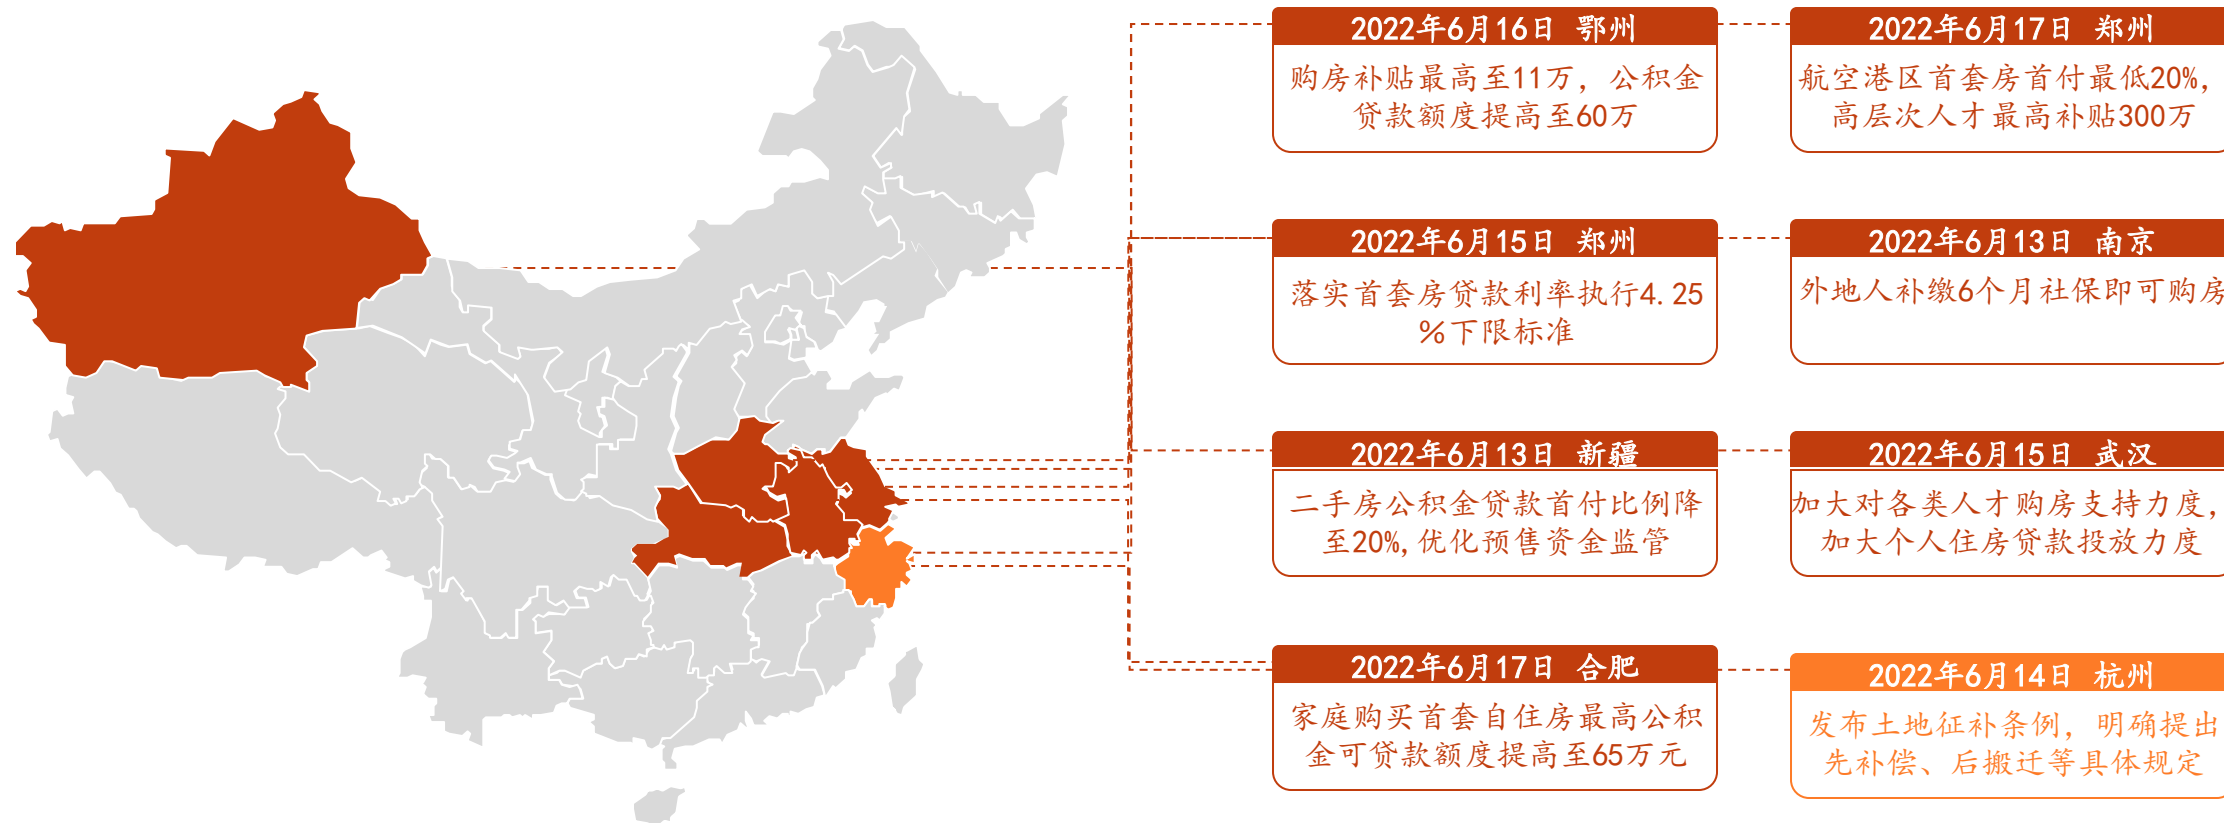 2022年6月16日 鄂州
购房补贴最高至11万，公积金
贷款额度提高至60万
2022年6月17日 郑州
航空港区首套房首付最低20%，
高层次人才最高补贴300万
2022年6月15日 郑州
落实首套房贷款利率执行4.25
%下限标准
2022年6月13日 南京
外地人补缴6个月社保即可购房
2022年6月13日 新疆
二手房公积金贷款首付比例降
至20%,优化预售资金监管
2022年6月15日 武汉
加大对各类人才购房支持力度，
加大个人住房贷款投放力度
2022年6月17日 合肥
家庭购买首套自住房最高公积
金可贷款额度提高至65万元
2022年6月14日 杭州
发布土地征补条例，明确提出
先补偿、后搬迁等具体规定